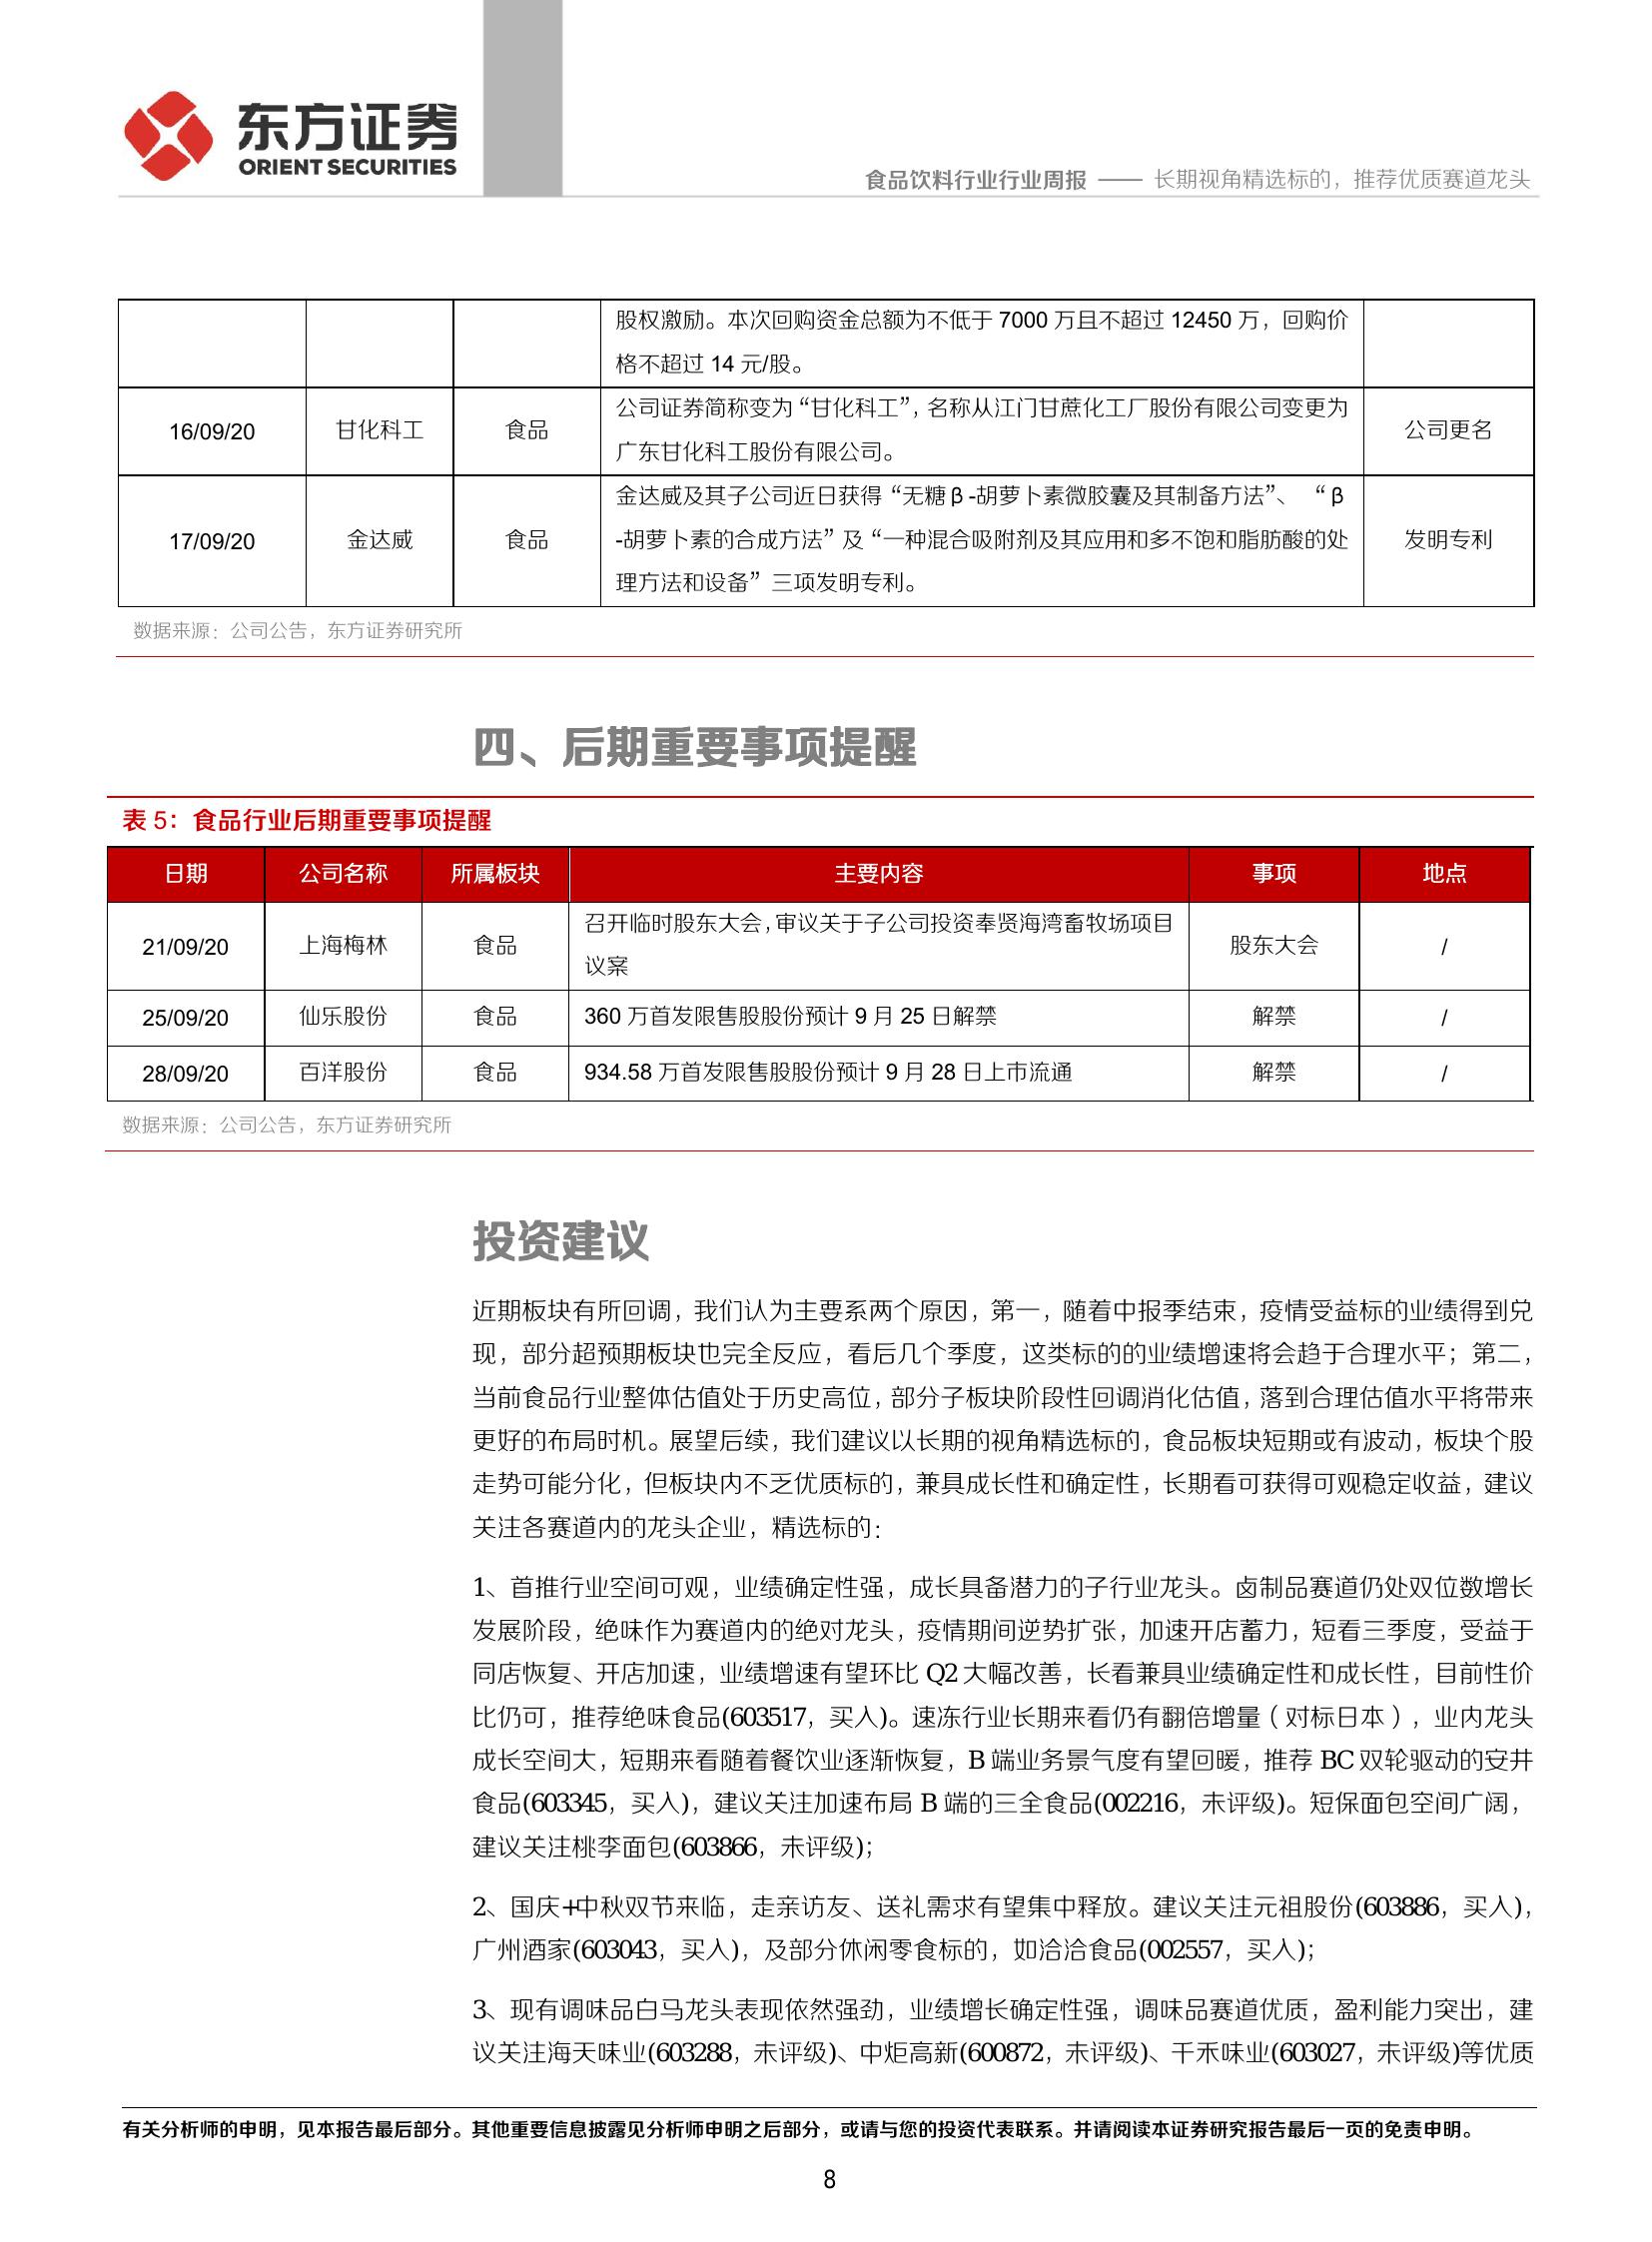 东方证券
ORIENT SECURITIES
食品饮料行业行业周报 —— 长期视角精选标的，推荐优质赛道龙头
股权激励。本次回购资金总额为不低于 7000 万且不超过 12450 万，回购价
格不超过 14 元/股。
16/09/20 甘化科工 食品 公司证券简称变为“甘化科工”，名称从江门甘蔗化工厂股份有限公司变更为
广东甘化科工股份有限公司。 公司更名
17/09/20 金达威 食品 金达威及其子公司近日获得“无糖β-胡萝卜素微胶囊及其制备方法”、 “β
-胡萝卜素的合成方法”及“一种混合吸附剂及其应用和多不饱和脂肪酸的处
理方法和设备”三项发明专利。 发明专利
数据来源：公司公告，东方证券研究所
四、后期重要事项提醒
表 5：食品行业后期重要事项提醒
日期 公司名称 所属板块 主要内容 事项 地点
21/09/20 上海梅林 食品 召开临时股东大会，审议关于子公司投资奉贤海湾畜牧场项目
议案 股东大会 /
25/09/20 仙乐股份 食品 360 万首发限售股股份预计 9 月 25 日解禁 解禁 /
28/09/20 百洋股份 食品 934.58 万首发限售股股份预计 9 月 28 日上市流通 解禁 /
数据来源：公司公告，东方证券研究所
投资建议
近期板块有所回调，我们认为主要系两个原因，第一，随着中报季结束，疫情受益标的业绩得到兑
现，部分超预期板块也完全反应，看后几个季度，这类标的的业绩增速将会趋于合理水平；第二，
当前食品行业整体估值处于历史高位，部分子板块阶段性回调消化估值，落到合理估值水平将带来
更好的布局时机。展望后续，我们建议以长期的视角精选标的，食品板块短期或有波动，板块个股
走势可能分化，但板块内不乏优质标的，兼具成长性和确定性，长期看可获得可观稳定收益，建议
关注各赛道内的龙头企业，精选标的：
1、首推行业空间可观，业绩确定性强，成长具备潜力的子行业龙头。卤制品赛道仍处双位数增长
发展阶段，绝味作为赛道内的绝对龙头，疫情期间逆势扩张，加速开店蓄力，短看三季度，受益于
同店恢复、开店加速，业绩增速有望环比 Q2 大幅改善，长看兼具业绩确定性和成长性，目前性价
比仍可，推荐绝味食品(603517，买入)。速冻行业长期来看仍有翻倍增量（对标日本），业内龙头
成长空间大，短期来看随着餐饮业逐渐恢复，B 端业务景气度有望回暖，推荐 BC 双轮驱动的安井
食品(603345，买入)，建议关注加速布局 B 端的三全食品(002216，未评级)。短保面包空间广阔，
建议关注桃李面包(603866，未评级)；
2、国庆+中秋双节来临，走亲访友、送礼需求有望集中释放。建议关注元祖股份(603886，买入)，
广州酒家(603043，买入)，及部分休闲零食标的，如洽洽食品(002557，买入)；
3、现有调味品白马龙头表现依然强劲，业绩增长确定性强，调味品赛道优质，盈利能力突出，建
议关注海天味业(603288，未评级)、中炬高新(600872，未评级)、千禾味业(603027，未评级)等优质
有关分析师的申明，见本报告最后部分。其他重要信息披露见分析师申明之后部分，或请与您的投资代表联系。并请阅读本证券研究报告最后一页的免责申明。
8